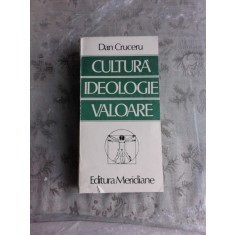 Dan Cruceru
CULTURĂ
IDEOLOGIE
VALOARE
Editura Meridiane